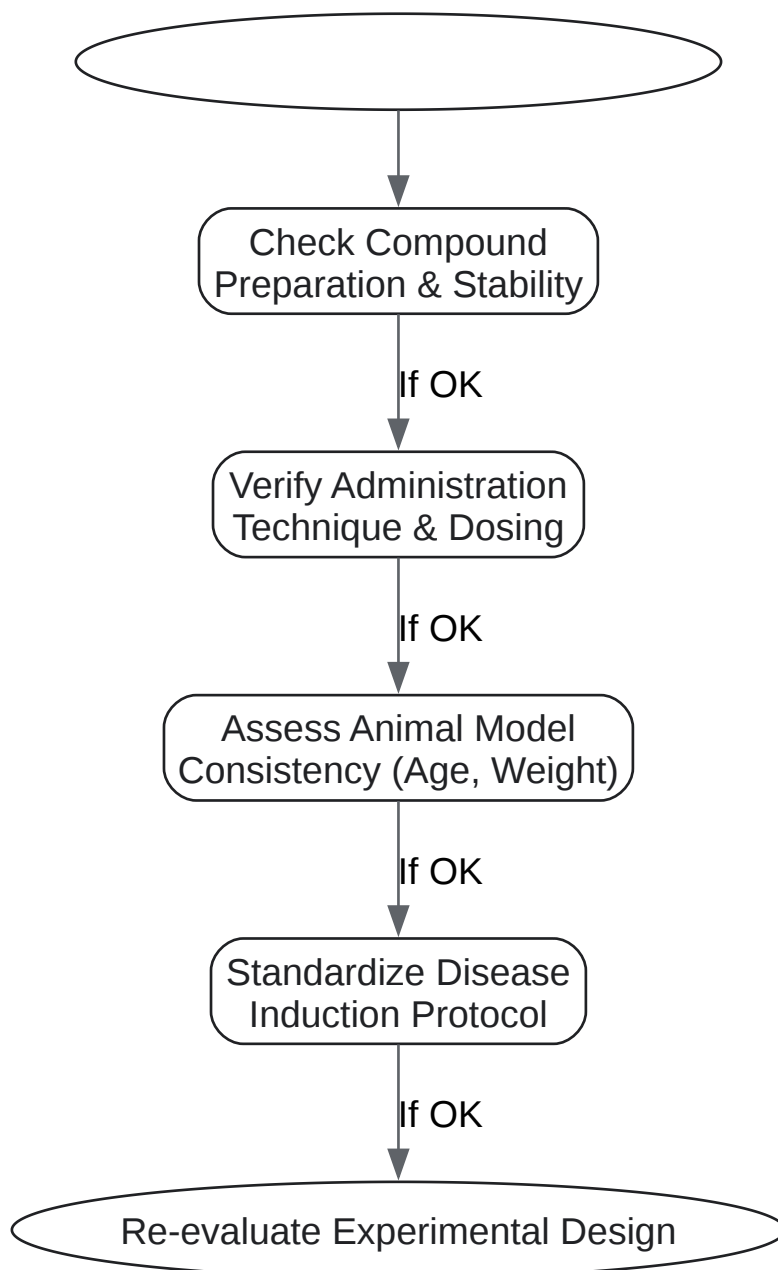 Check Compound
Preparation & Stability
If OK
Verify Administration
Technique & Dosing
If OK
Assess Animal Model
Consistency (Age, Weight)
If OK
Standardize Disease
Induction Protocol
If OK
Re-evaluate Experimental Design